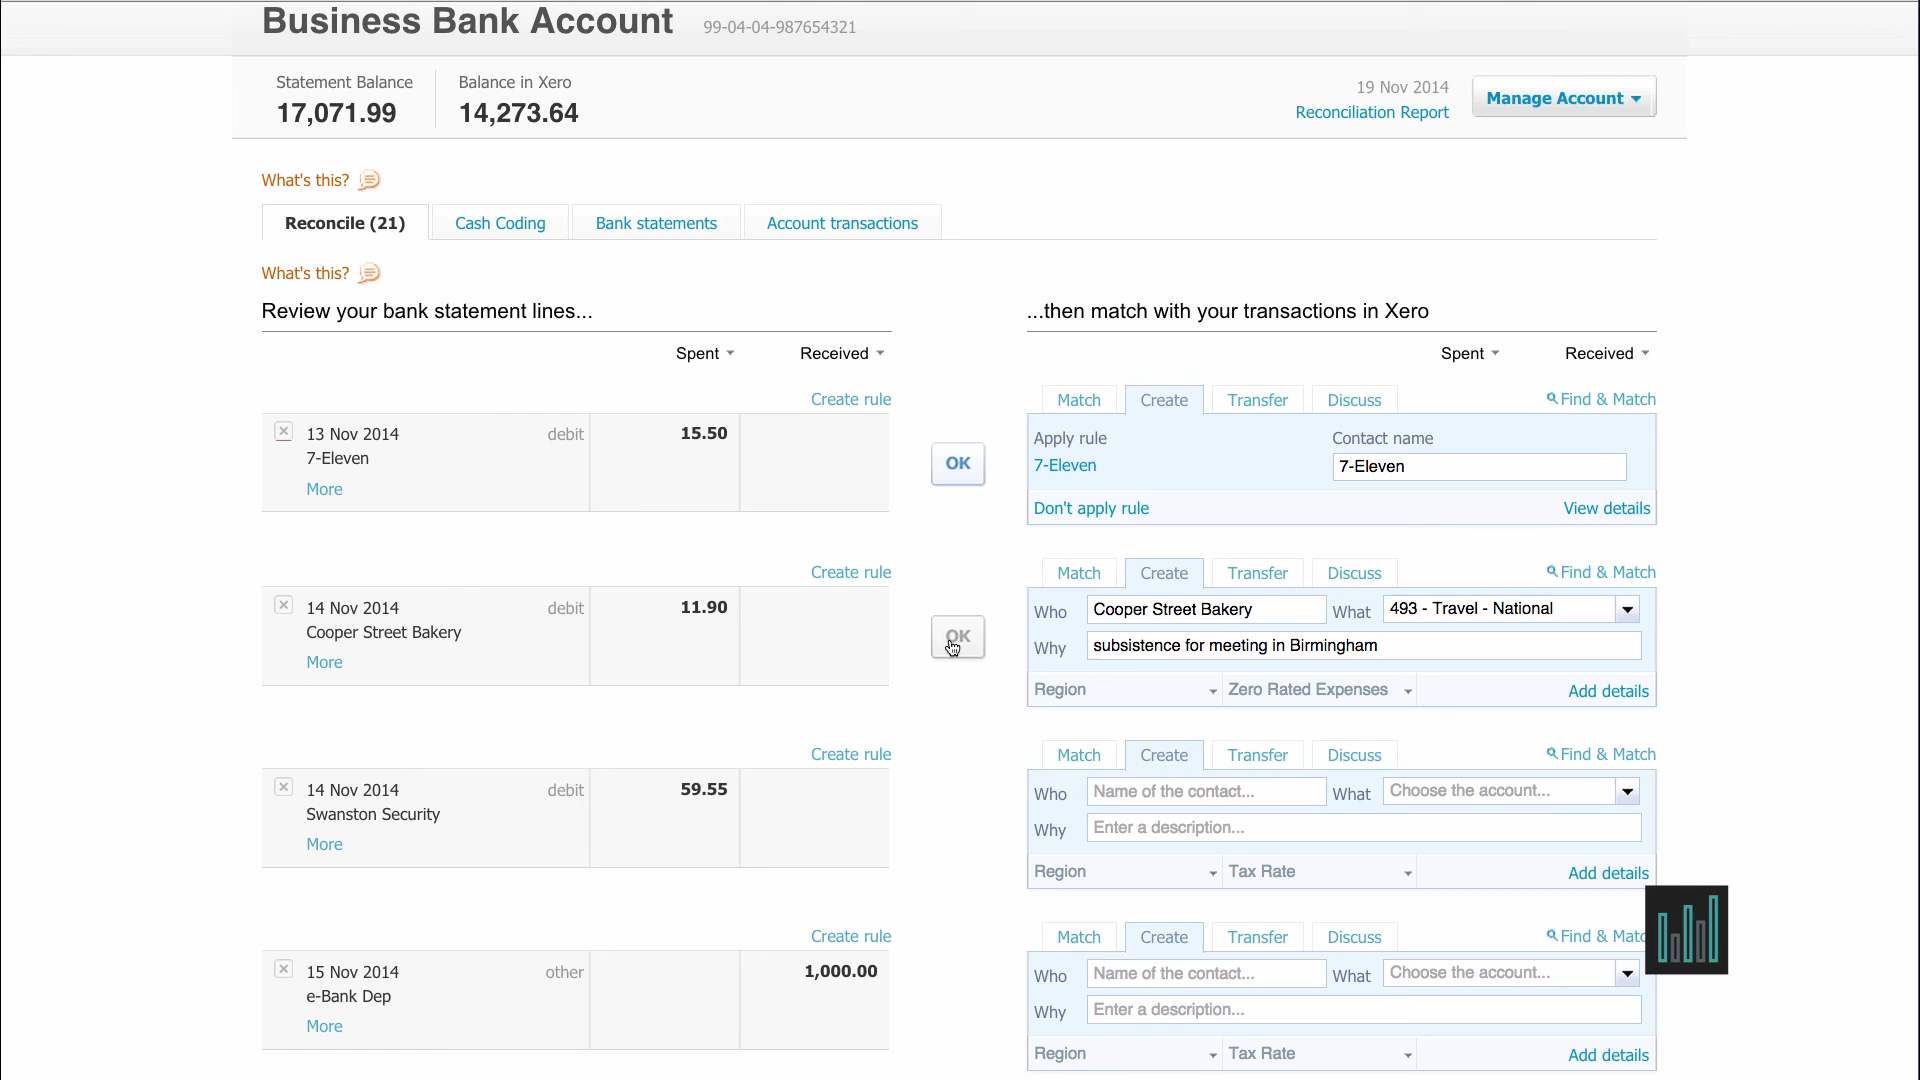 Business Bank Account 99-04-04-987654321
Statement Balance Balance in Xero
17,071.99 14,273.64
19 Nov 2014
Reconciliation Report
Manage Account
What's this?
Reconcile (21) Cash Coding Bank statements Account transactions
What's this?
Review your bank statement lines... ...then match with your transactions in Xero
Spent Received Spent Received
Create rule Match Create Transfer Discuss Find & Match
13 Nov 2014 debit 15.50
7-Eleven
More
OK
Apply rule Contact name
7-Eleven 7-Eleven
Don't apply rule View details
Create rule Match Create Transfer Discuss Find & Match
14 Nov 2014 debit 11.90
Cooper Street Bakery
More
OK
Who Cooper Street Bakery What 493 - Travel - National
Why subsistence for meeting in Birmingham
Region Zero Rated Expenses Add details
Create rule Match Create Transfer Discuss Find & Match
14 Nov 2014 debit 59.55
Swanston Security
More
Who Name of the contact... What Choose the account...
Why Enter a description...
Region Tax Rate Add details
Create rule Match Create Transfer Discuss Find & Matc
15 Nov 2014 other 1,000.00
e-Bank Dep
More
Who Name of the contact... What Choose the account...
Why Enter a description...
Region Tax Rate Add details